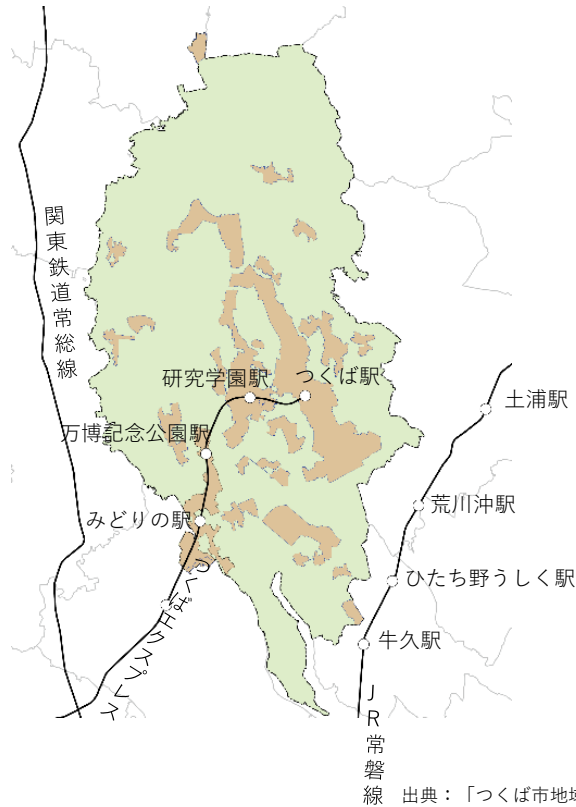 関東鉄道常総線
研究学園駅
つくば駅
土浦駅
万博記念公園駅
荒川沖駅
みどりの駅
つくばエクスプレス
ひたち野うしく駅
牛久駅
JR常磐線
出典：「つくば市地